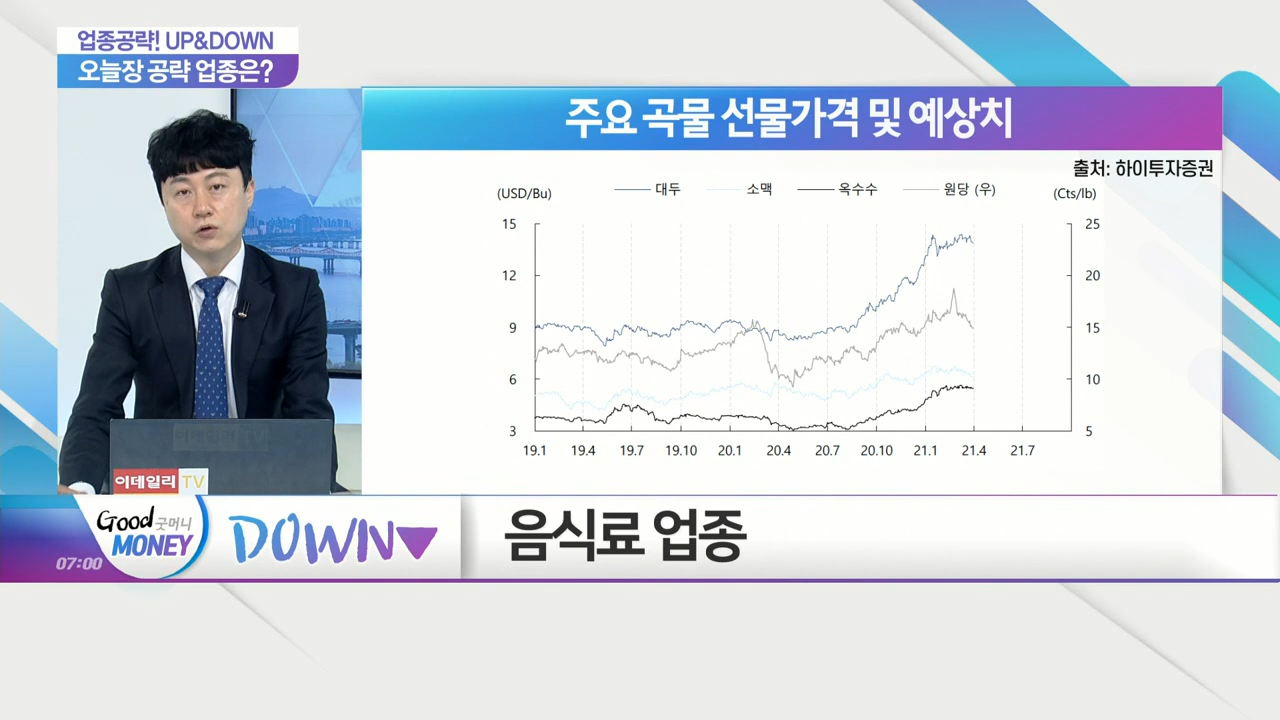 업종공략! UP&DOWN
오늘장 공략 업종은?
주요 곡물 선물가격 및 예상치
출처: 하이투자증권
(USD/Bu) 대두 소맥 옥수수 원당 (우) (Cts/lb)
15 25
12 20
9 15
6 10
3 5
19.1 19.4 19.7 19.10 20.1 20.4 20.7 20.10 21.1 21.4 21.7
이데일리 TV
Good 굿머니
MONEY
07:00
DOWN▼
음식료 업종